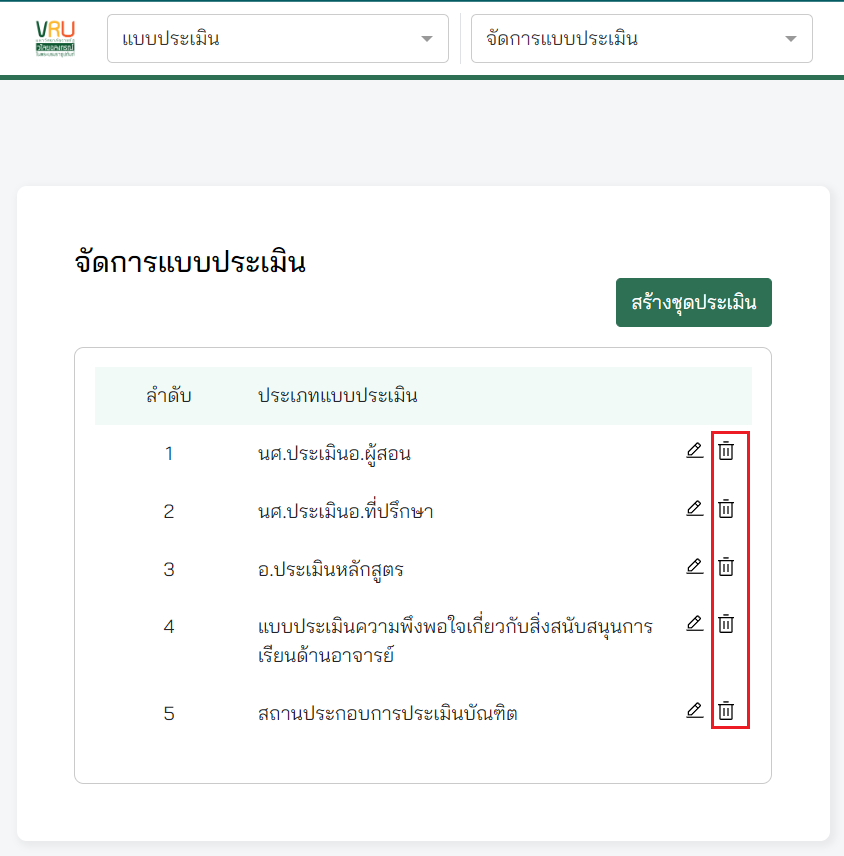 VRU
แบบประเมิน
จัดการแบบประเมิน
จัดการแบบประเมิน
สร้างชุดประเมิน
ลำดับ ประเภทแบบประเมิน
1 นศ.ประเมินอ.ผู้สอน
2 นศ.ประเมินอ.ที่ปรึกษา
3 อ.ประเมินหลักสูตร
4 แบบประเมินความพึงพอใจเกี่ยวกับสิ่งสนับสนุนการ
เรียนด้านอาจารย์
5 สถานประกอบการประเมินบัณฑิต